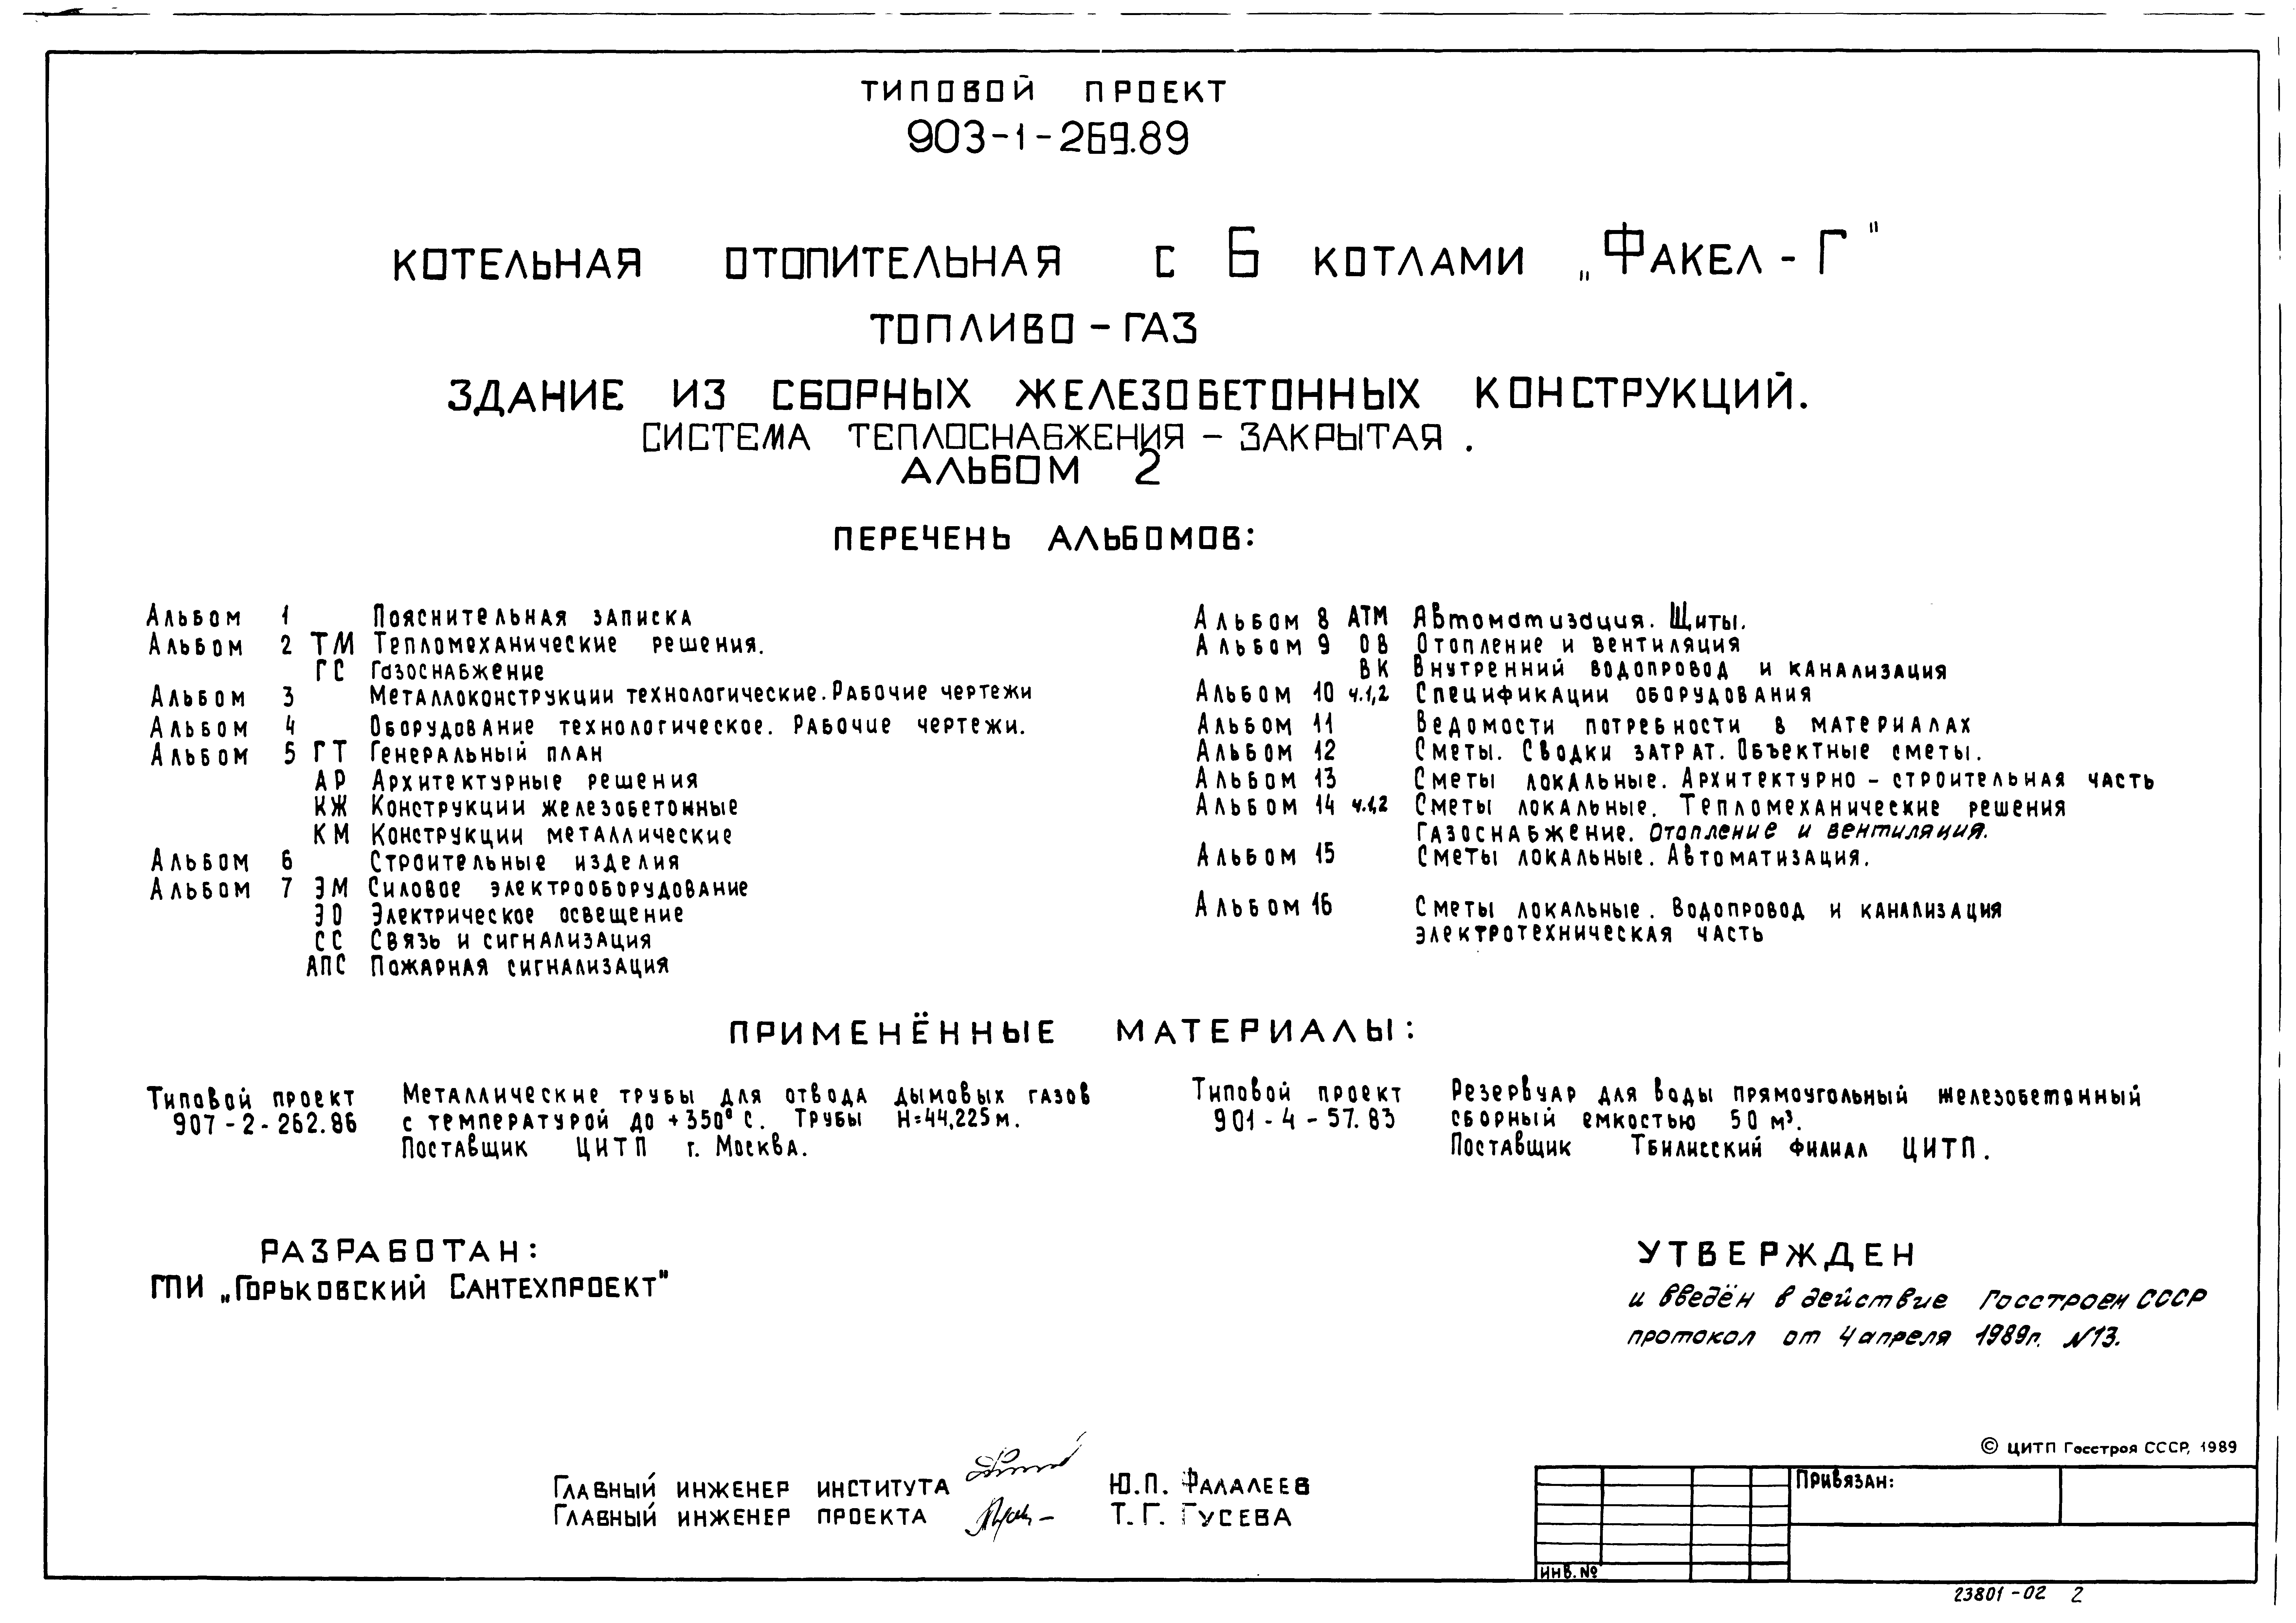 ТИПОВОЙ ПРОЕКТ
903-1-269.89
КОТЕЛЬНАЯ ОТОПИТЕЛЬНАЯ С 6 КОТЛАМИ „ФАКЕЛ-Г"
ТОПЛИВО-ГАЗ
ЗДАНИЕ ИЗ СБОРНЫХ ЖЕЛЕЗОБЕТОННЫХ КОНСТРУКЦИЙ.
СИСТЕМА ТЕПЛОСНАБЖЕНИЯ - ЗАКРЫТАЯ.
АЛЬБОМ 2
ПЕРЕЧЕНЬ АЛЬБОМОВ:
Альбом 1 Пояснительная записка
Альбом 2 ТМ Тепломеханические решения.
ГС Газоснабжение
Альбом 3 Металлоконструкции технологические. Рабочие чертежи
Альбом 4 Оборудование технологическое. Рабочие чертежи.
Альбом 5 ГТ Генеральный план
АР Архитектурные решения
КЖ Конструкции железобетонные
КМ Конструкции металлические
Альбом 6 Строительные изделия
Альбом 7 ЭМ Силовое электрооборудование
ЭО Электрическое освещение
СС Связь и сигнализация
АПС Пожарная сигнализация
Альбом 8 АТМ Автоматизация. Щиты.
Альбом 9 ОВ Отопление и вентиляция
ВК Внутренний водопровод и канализация
Альбом 10 ч.1,2 Спецификации оборудования
Альбом 11 Ведомости потребности в материалах
Альбом 12 Сметы. Сводки затрат. Объектные сметы.
Альбом 13 Сметы локальные. Архитектурно - строительная часть
Альбом 14 ч.1,2 Сметы локальные. Тепломеханические решения
Газоснабжение. Отопление и вентиляция.
Альбом 15 Сметы локальные. Автоматизация.
Альбом 16 Сметы локальные. Водопровод и канализация
электротехническая часть
ПРИМЕНЁННЫЕ МАТЕРИАЛЫ:
Типовой проект Металлические трубы для отвода дымовых газов
907-2-262.86 с температурой до +350° С. Трубы Н=44,225м.
Поставщик ЦИТП г. Москва.
Типовой проект Резервуар для воды прямоугольный железобетонный
901-4-57.83 сборный емкостью 50 м³.
Поставщик Тбилисский филиал ЦИТП.
РАЗРАБОТАН:
ГПИ „Горьковский Сантехпроект"
УТВЕРЖДЕН
и введён в действие Госстроем СССР
протокол от 4 апреля 1989г. N13.
Главный инженер института Ю.П. Фалалеев
Главный инженер проекта Т.Г. Гусева
© ЦИТП Госстроя СССР, 1989
Привязан:
ИНВ. №
23801-02 2